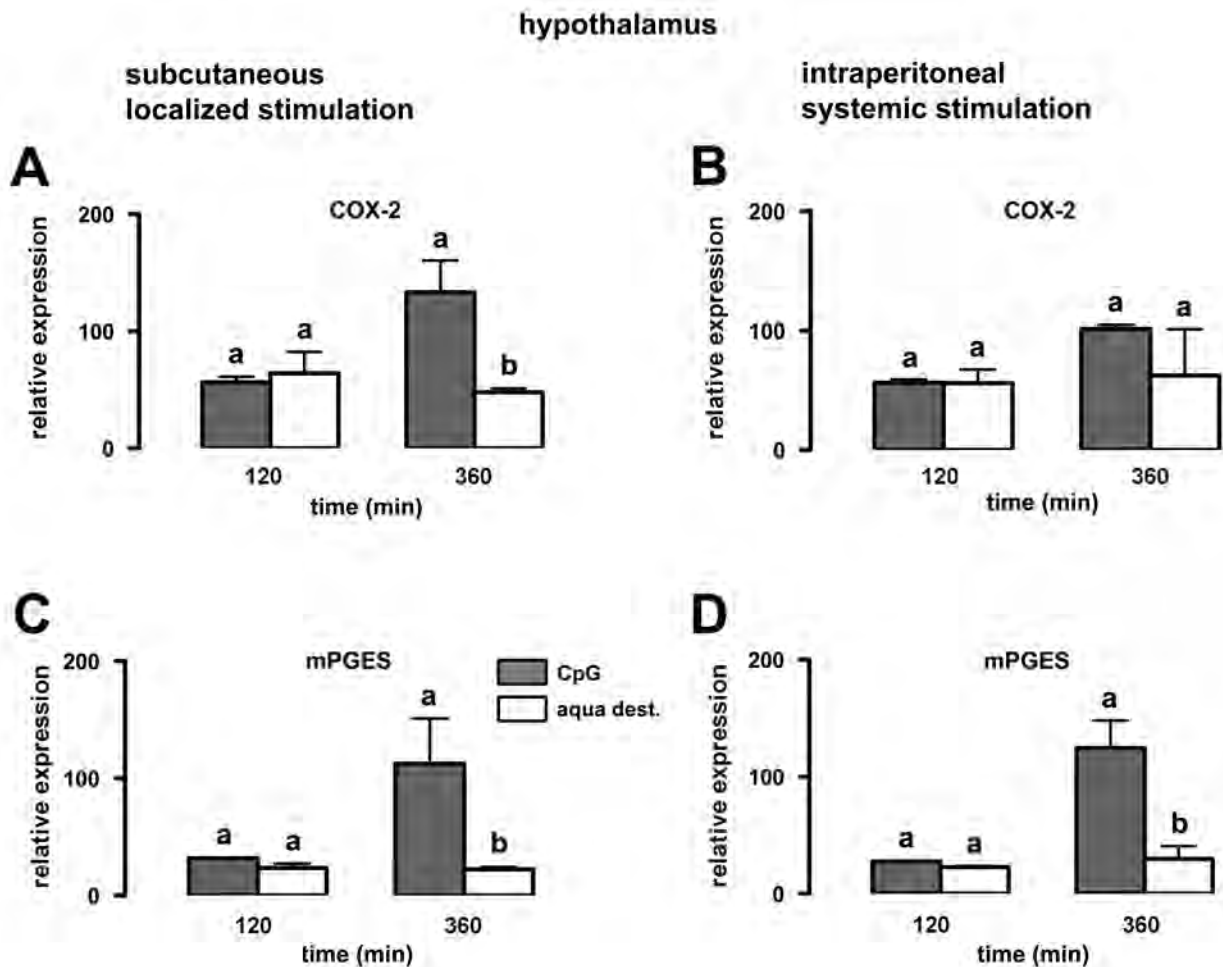 hypothalamus
subcutaneous
localized stimulation
intraperitoneal
systemic stimulation
A
COX-2
relative expression
200
100
0
a
a
a
b
120
360
time (min)
B
COX-2
relative expression
200
100
0
a
a
a
a
120
360
time (min)
C
mPGES
relative expression
200
100
0
a
a
a
b
CpG
aqua dest.
120
360
time (min)
D
mPGES
relative expression
200
100
0
a
a
a
b
120
360
time (min)